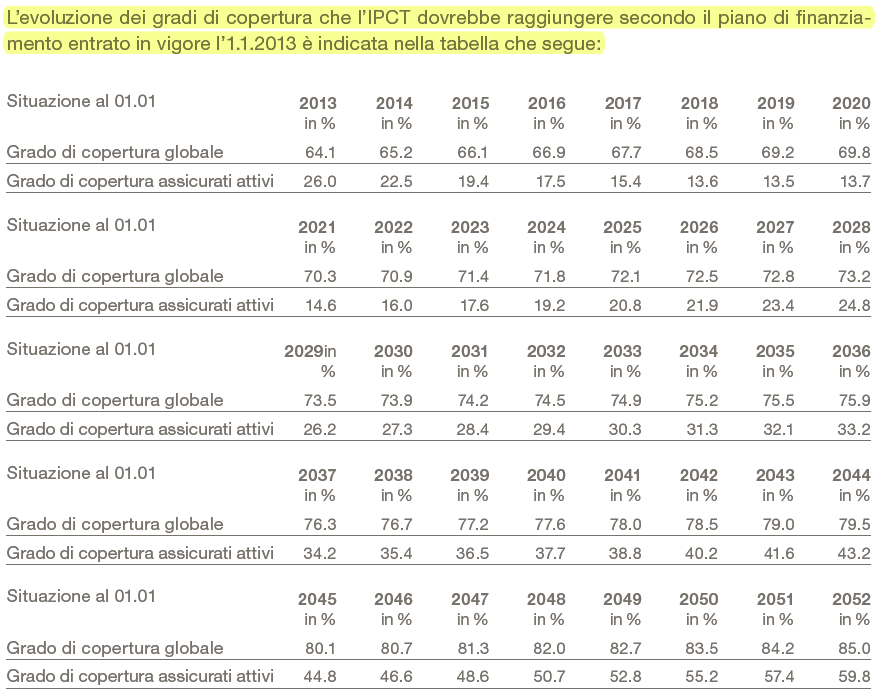 L'evoluzione dei gradi di copertura che l'IPCT dovrebbe raggiungere secondo il piano di finanzia-
mento entrato in vigore l'1.1.2013 è indicata nella tabella che segue:
Situazione al 01.01 2013 2014 2015 2016 2017 2018 2019 2020
in % in % in % in % in % in % in % in %
Grado di copertura globale 64.1 65.2 66.1 66.9 67.7 68.5 69.2 69.8
Grado di copertura assicurati attivi 26.0 22.5 19.4 17.5 15.4 13.6 13.5 13.7
Situazione al 01.01 2021 2022 2023 2024 2025 2026 2027 2028
in % in % in % in % in % in % in % in %
Grado di copertura globale 70.3 70.9 71.4 71.8 72.1 72.5 72.8 73.2
Grado di copertura assicurati attivi 14.6 16.0 17.6 19.2 20.8 21.9 23.4 24.8
Situazione al 01.01 2029in 2030 2031 2032 2033 2034 2035 2036
% in % in % in % in % in % in % in %
Grado di copertura globale 73.5 73.9 74.2 74.5 74.9 75.2 75.5 75.9
Grado di copertura assicurati attivi 26.2 27.3 28.4 29.4 30.3 31.3 32.1 33.2
Situazione al 01.01 2037 2038 2039 2040 2041 2042 2043 2044
in % in % in % in % in % in % in % in %
Grado di copertura globale 76.3 76.7 77.2 77.6 78.0 78.5 79.0 79.5
Grado di copertura assicurati attivi 34.2 35.4 36.5 37.7 38.8 40.2 41.6 43.2
Situazione al 01.01 2045 2046 2047 2048 2049 2050 2051 2052
in % in % in % in % in % in % in % in %
Grado di copertura globale 80.1 80.7 81.3 82.0 82.7 83.5 84.2 85.0
Grado di copertura assicurati attivi 44.8 46.6 48.6 50.7 52.8 55.2 57.4 59.8